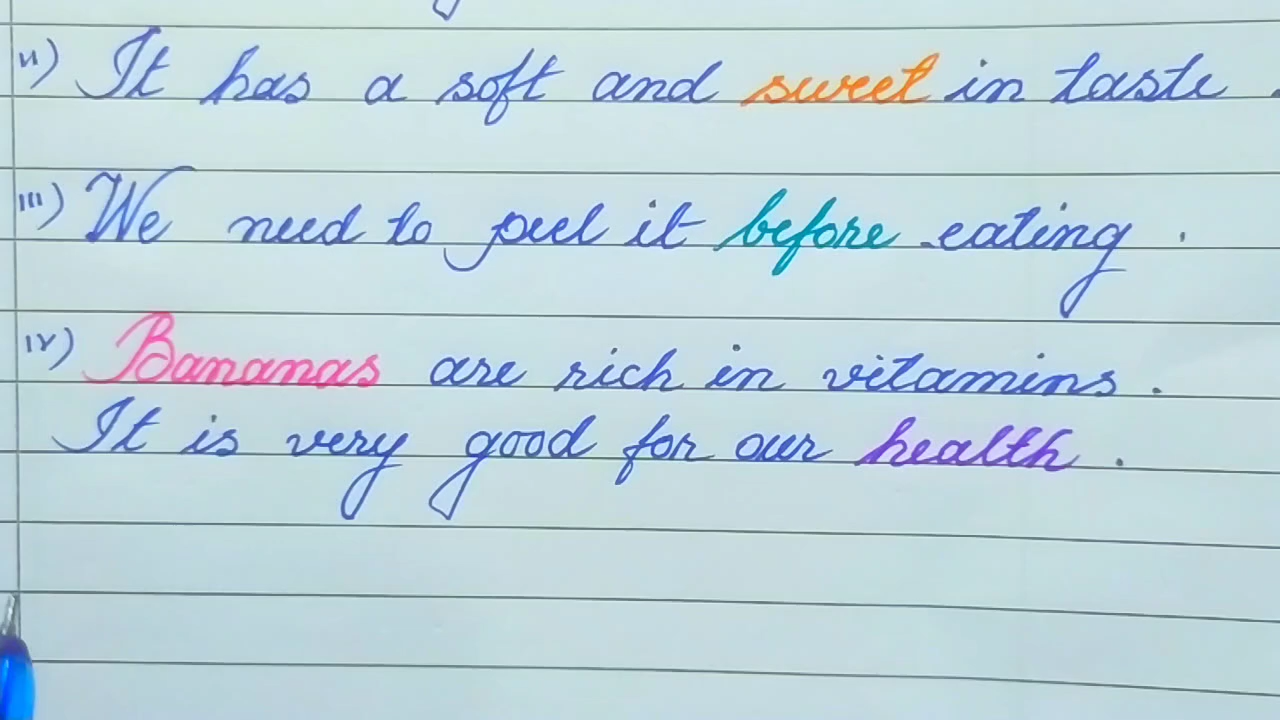 ii) It has a soft and sweet in taste.
iii) We need to peel it before eating.
iv) Bananas are rich in vitamins.
It is very good for our health.